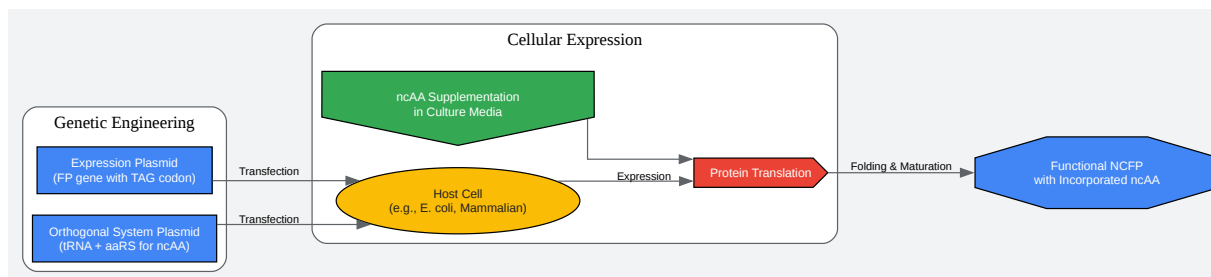 Genetic Engineering
Expression Plasmid
(FP gene with TAG codon)
Orthogonal System Plasmid
(tRNA + aaRS for ncAA)
Transfection
Transfection
Cellular Expression
ncAA Supplementation
in Culture Media
Host Cell
(e.g., E. coli, Mammalian)
Expression
Protein Translation
Folding & Maturation
Functional NCFP
with Incorporated ncAA